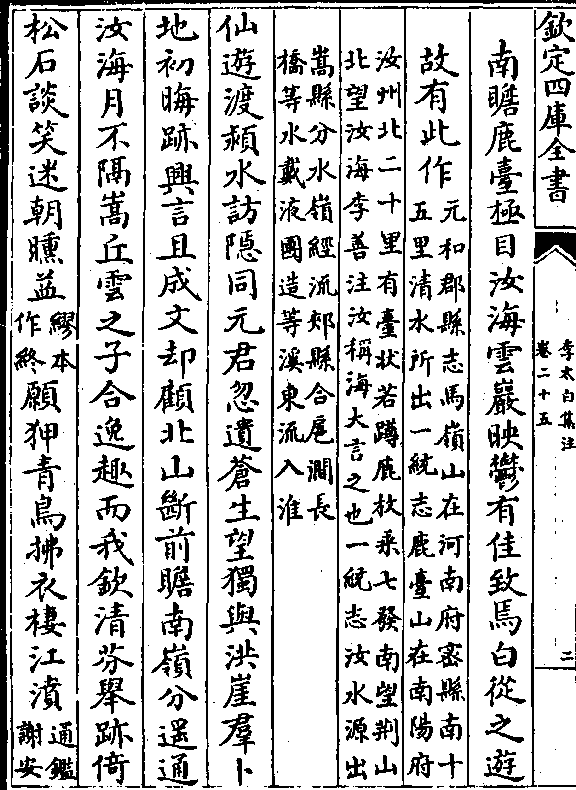 欽定四庫全書
李太白集注
卷二十五
二
南瞻鹿臺極目汝海雲巖映鬱有佳致焉白從之遊
故有此作
元和郡縣志馬嶺山在河南府密縣南十
五里清水所出一統志鹿臺山在南陽府
汝州北二十里有臺狀若蹲鹿枚乗七發南望荆山
北望汝海李善注汝稱海大言之也一統志汝水源出
嵩縣分水嶺經流郟縣合扈澗長
橋等水戴液國造等溪東流入淮
仙遊渡潁水訪隠同元君忽遺蒼生望獨與洪崖羣卜
地初晦跡興言且成文却顧北山斷前瞻南嶺分遥通
汝海月不隔嵩丘雲之子合逸趣而我欽清芬舉跡倚
松石談笑迷朝曛益
繆本
作終
願狎青鳥拂衣棲江濆
通鑑
謝安